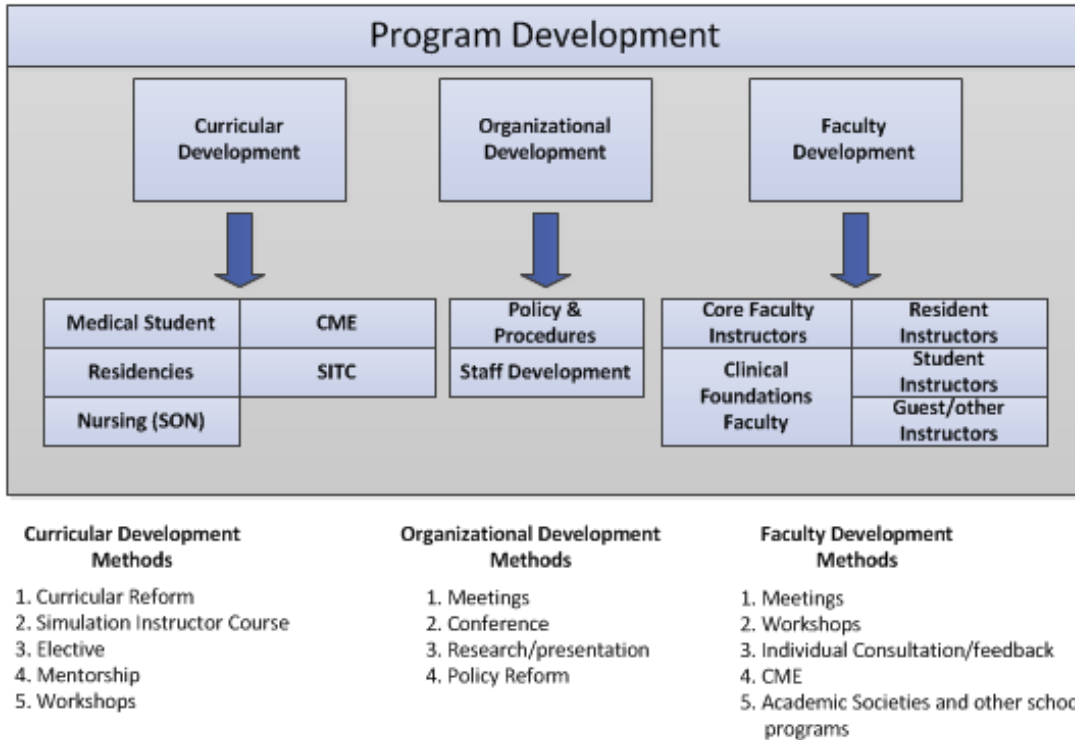 Program Development
Curricular
Development
Organizational
Development
Faculty
Development
Medical Student
CME
Residencies
SITC
Nursing (SON)
Policy &
Procedures
Staff Development
Core Faculty
Instructors
Resident
Instructors
Clinical
Foundations
Faculty
Student
Instructors
Guest/other
Instructors
Curricular Development
Methods
1. Curricular Reform
2. Simulation Instructor Course
3. Elective
4. Mentorship
5. Workshops
Organizational Development
Methods
1. Meetings
2. Conference
3. Research/presentation
4. Policy Reform
Faculty Development
Methods
1. Meetings
2. Workshops
3. Individual Consultation/feedback
4. CME
5. Academic Societies and other schoo
programs